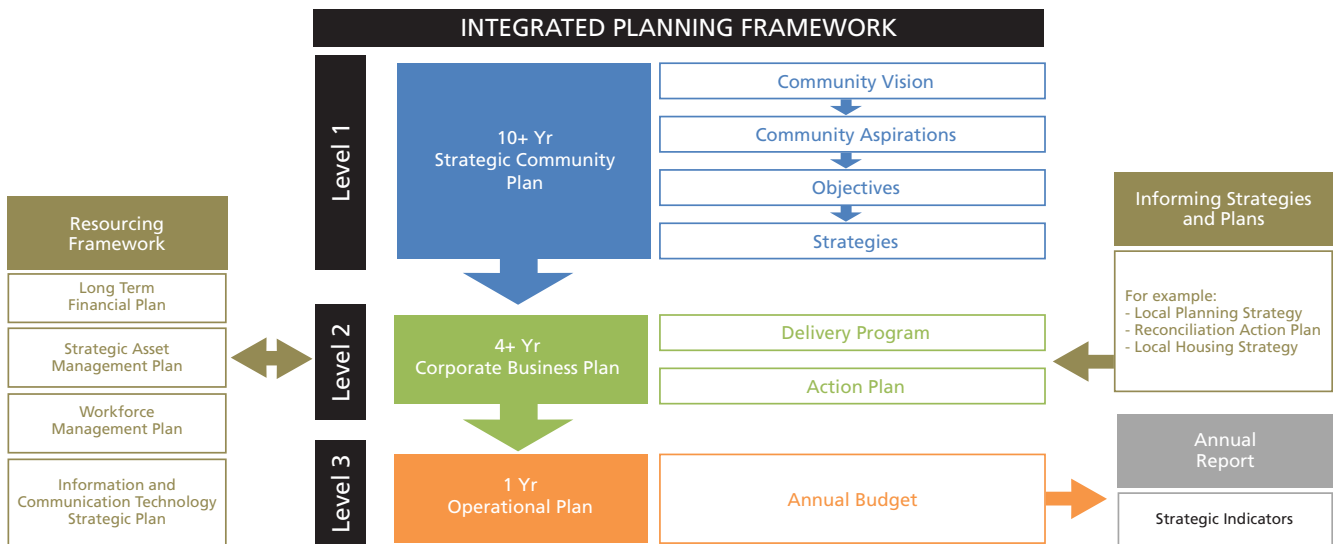 INTEGRATED PLANNING FRAMEWORK
Level 1
10+ Yr
Strategic Community
Plan
Community Vision
Community Aspirations
Objectives
Strategies
Resourcing
Framework
Long Term
Financial Plan
Strategic Asset
Management Plan
Workforce
Management Plan
Information and
Communication Technology
Strategic Plan
Level 2
4+ Yr
Corporate Business Plan
Delivery Program
Action Plan
Informing Strategies
and Plans
For example:
- Local Planning Strategy
- Reconciliation Action Plan
- Local Housing Strategy
Level 3
1 Yr
Operational Plan
Annual Budget
Annual
Report
Strategic Indicators